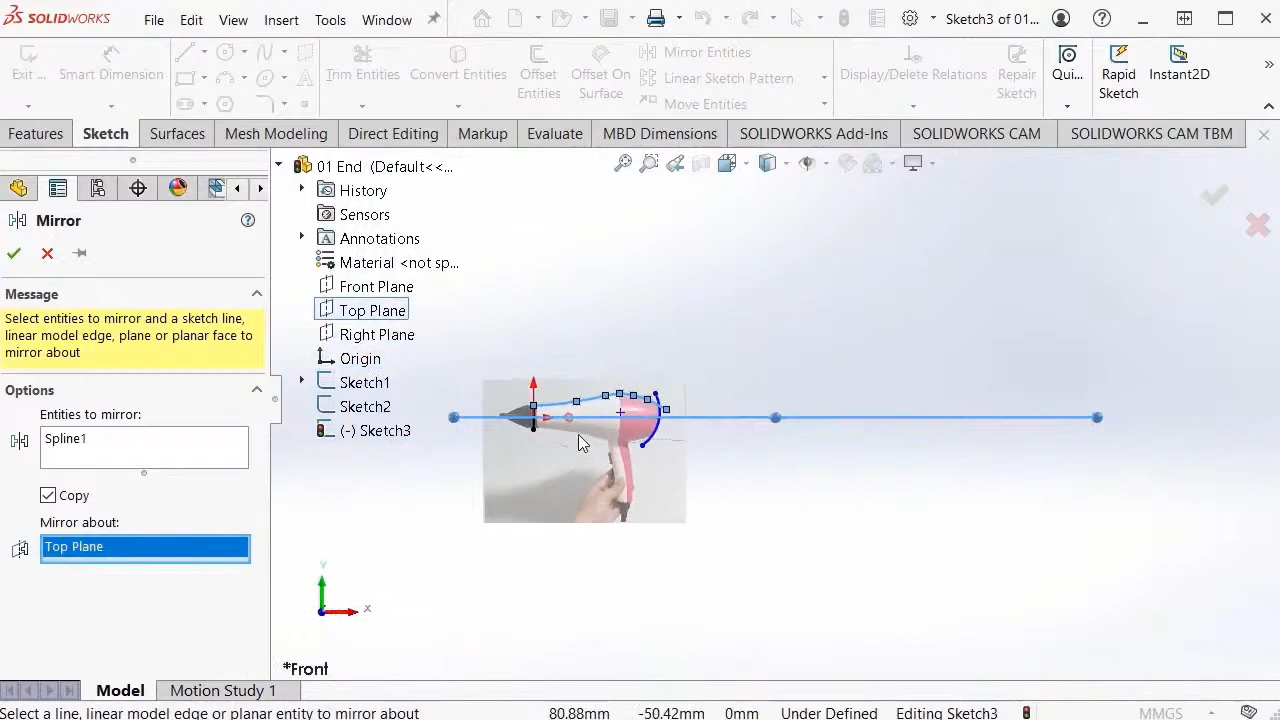 SOLIDWORKS File Edit View Insert Tools Window Sketch3 of 01...
Exit ... Smart Dimension Trim Entities Convert Entities Offset Entities Offset On Surface Mirror Entities Display/Delete Relations Repair Sketch Qui... Rapid Sketch Instant2D
Linear Sketch Pattern
Move Entities
Features Sketch Surfaces Mesh Modeling Direct Editing Markup Evaluate MBD Dimensions SOLIDWORKS Add-Ins SOLIDWORKS CAM SOLIDWORKS CAM TBM
Mirror
Message
Select entities to mirror and a sketch line,
linear model edge, plane or planar face to
mirror about
Options
Entities to mirror:
Spline1
Copy
Mirror about:
Top Plane
01 End (Default<<...
History
Sensors
Annotations
Material <not sp...
Front Plane
Top Plane
Right Plane
Origin
Sketch1
Sketch2
(-) Sketch3
Y
X
*Front
Model Motion Study 1
Select a line, linear model edge or planar entity to mirror about 80.88mm -50.42mm 0mm Under Defined Editing Sketch3 MMGS